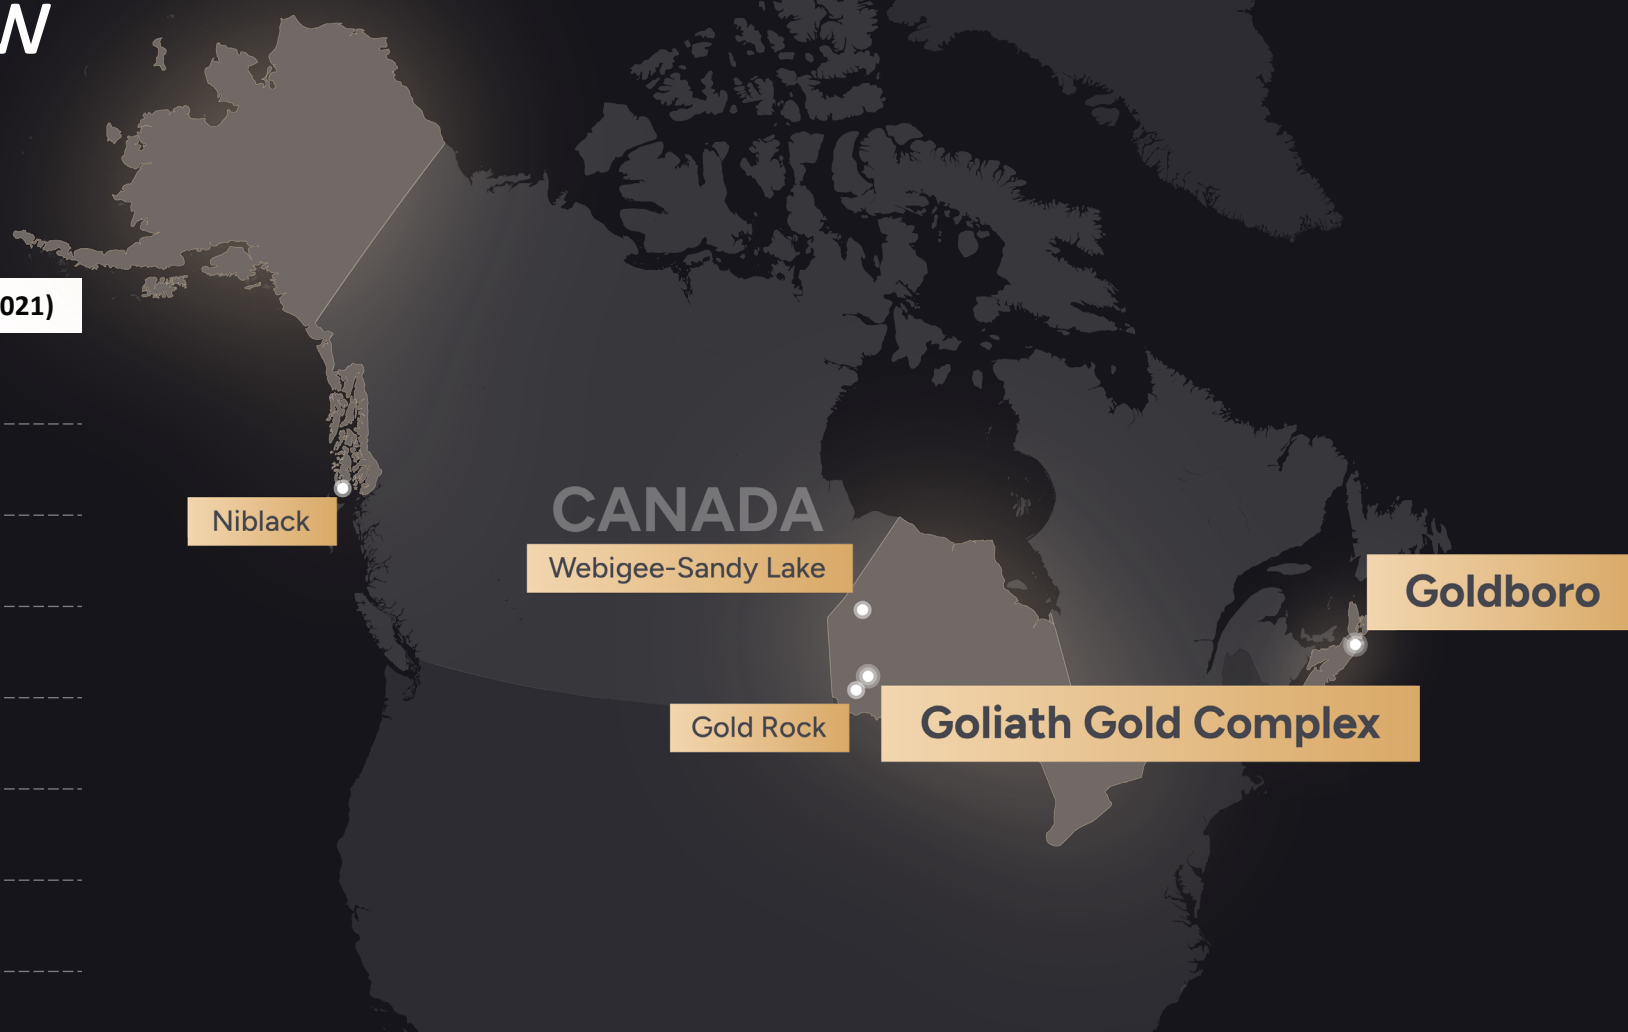 W
021)
Niblack
CANADA
Webigee-Sandy Lake
Goldboro
Gold Rock
Goliath Gold Complex